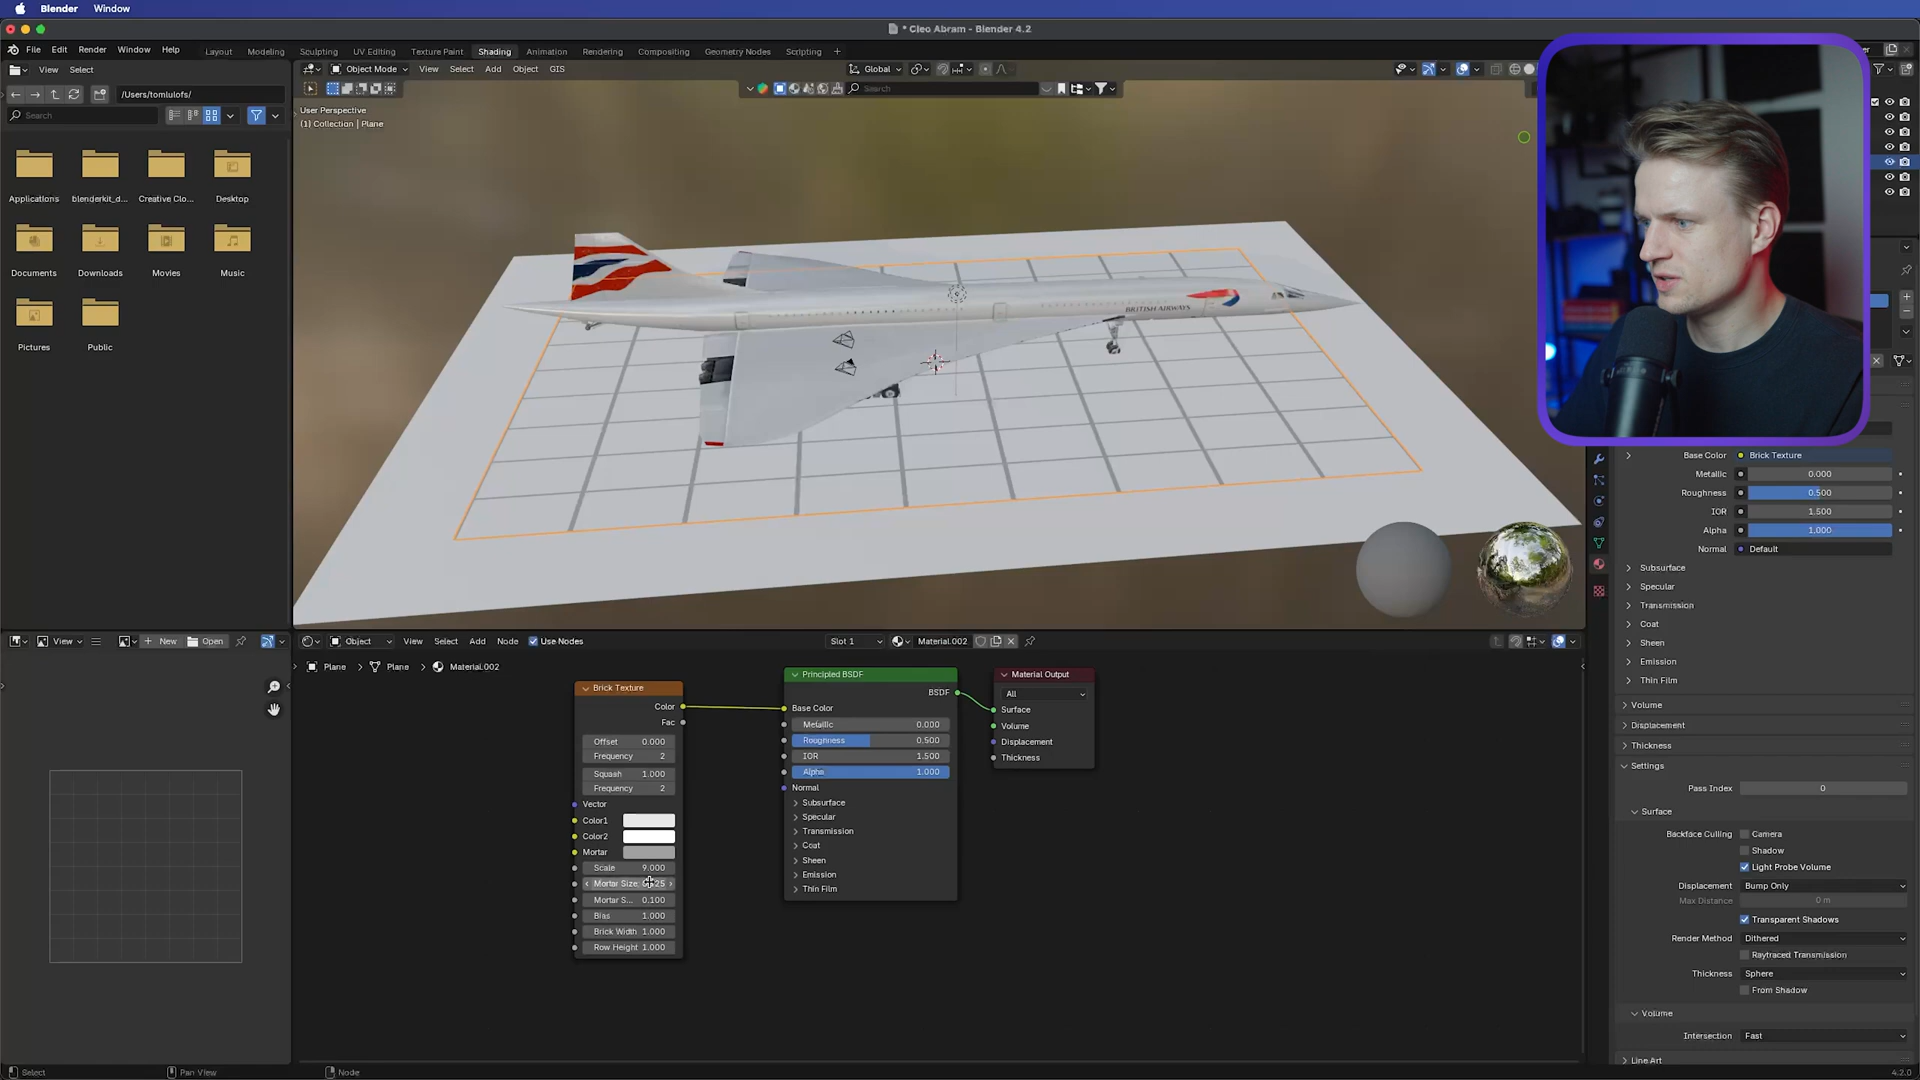 Blender Window
* Cleo Abram - Blender 4.2
File Edit Render Window Help
Layout Modeling Sculpting UV Editing Texture Paint Shading Animation Rendering Compositing Geometry Nodes Scripting +
View Select
Object Mode View Select Add Object GIS
Global
/Users/tomlulofs/
Search
Search
User Perspective
(1) Collection | Plane
Applications blenderkit_d... Creative Clo... Desktop
Documents Downloads Movies Music
Pictures Public
BRITISH AIRWAYS
View New Open
Object View Select Add Node Use Nodes
Slot 1 Material.002
Plane > Plane > Material.002
Brick Texture
Color
Fac
Offset 0.000
Frequency 2
Squash 1.000
Frequency 2
Vector
Color1
Color2
Mortar
Scale 9.000
Mortar Size
Mortar S... 0.100
Bias 1.000
Brick Width 1.000
Row Height 1.000
Principled BSDF
BSDF
Base Color
Metallic 0.000
Roughness 0.500
IOR 1.500
Alpha 1.000
Normal
Subsurface
Specular
Transmission
Coat
Sheen
Emission
Thin Film
Material Output
All
Surface
Volume
Displacement
Thickness
Base Color Brick Texture
Metallic 0.000
Roughness 0.500
IOR 1.500
Alpha 1.000
Normal Default
Subsurface
Specular
Transmission
Coat
Sheen
Emission
Thin Film
Volume
Displacement
Thickness
Settings
Pass Index 0
Surface
Backface Culling Camera
Shadow
Light Probe Volume
Displacement Bump Only
Max Distance 0 m
Transparent Shadows
Render Method Dithered
Raytraced Transmission
Thickness Sphere
From Shadow
Volume
Intersection Fast
Line Art
Select Pan View Node 4.2.0